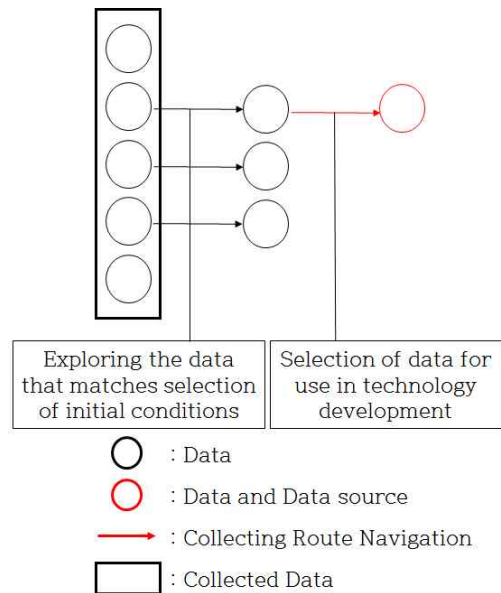 Exploring the data
that matches selection
of initial conditions
Selection of data for
use in technology
development
: Data
: Data and Data source
: Collecting Route Navigation
: Collected Data